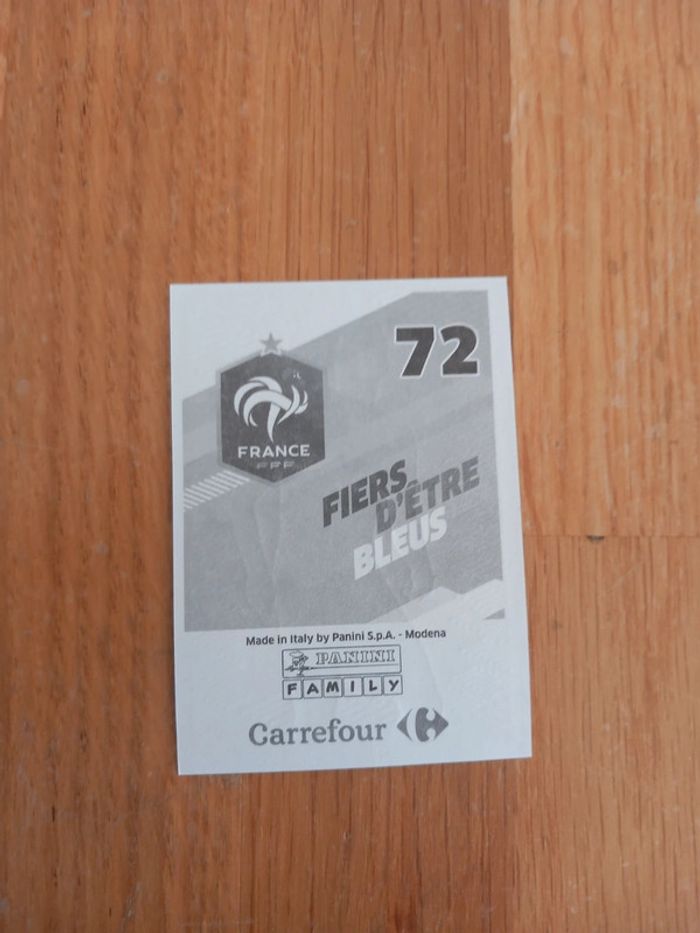 72
FRANCE
FFF
FIERS
D'ÊTRE
BLEUS
Made in Italy by Panini S.p.A. - Modena
PANINI
FAMILY
Carrefour